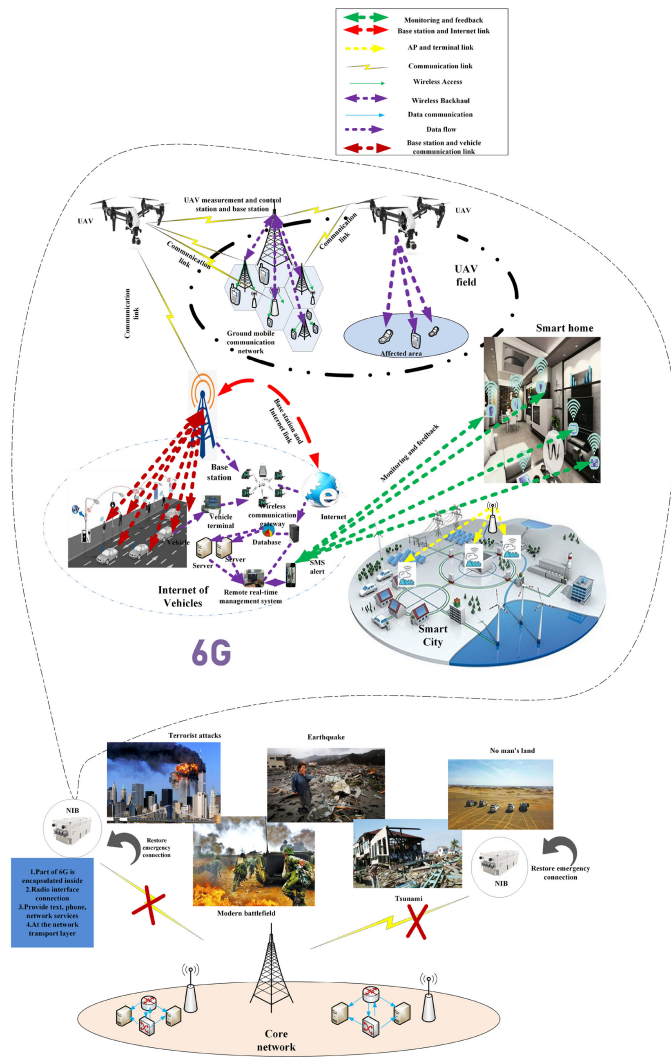 Monitoring and feedback
Base station and Internet link
AP and terminal link
Communication link
Wireless Access
Wireless Backhaul
Data communication
Data flow
Base station and vehicle
communication link
UAV measurement and control
station and base station
UAV
UAV
Communication
link
Communication
link
Communication
link
UAV
field
Ground mobile
communication
network
Affected area
Smart home
Base station and
Internet link
Monitoring and feedback
Base
station
Internet
Wireless
communication
gateway
Vehicle
terminal
Vehicle
Database
Server
Server
SMS
alert
Internet of
Vehicles
Remote real-time
management system
Smart
City
6G
Terrorist attacks
Earthquake
No man's land
NIB
Restore
emergency
connection
Restore emergency
connection
NIB
1.Part of 6G is
encapsulated inside
2.Radio interface
connection
3.Provide text, phone,
network services
4.At the network
transport layer
Modern battlefield
Tsunami
Core
network